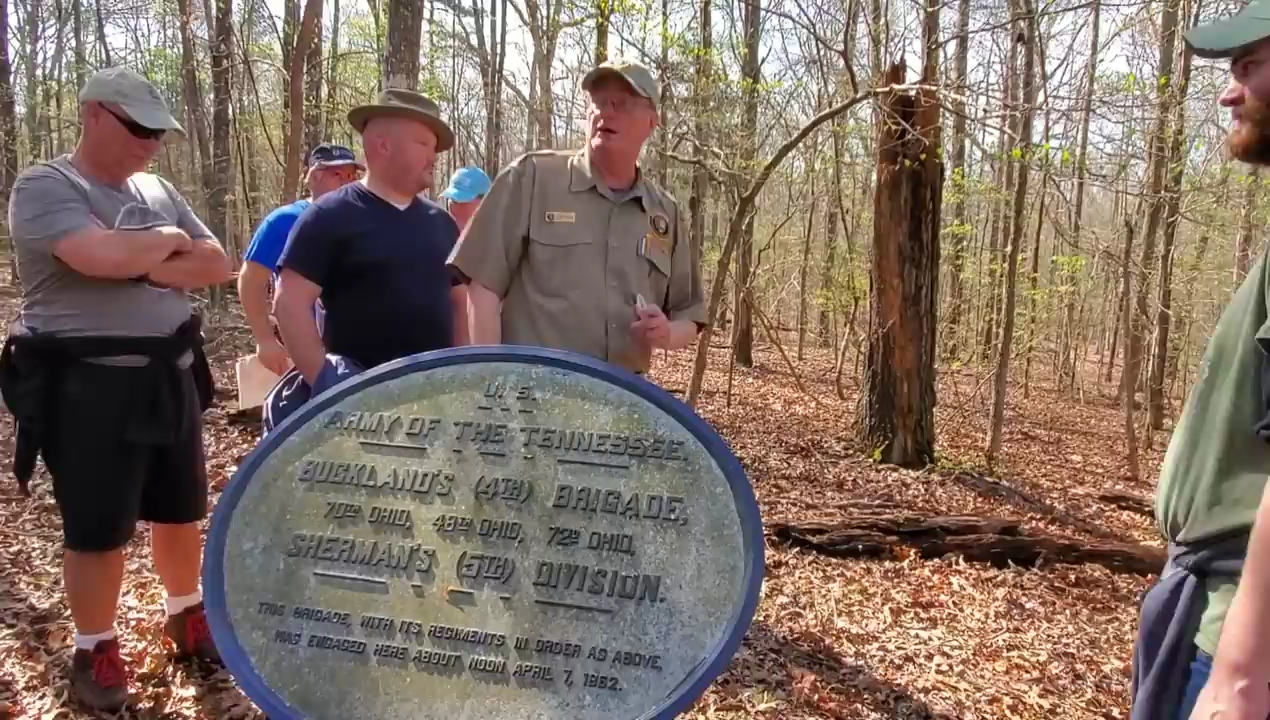 U. S.
ARMY OF THE TENNESSEE.
BUCKLAND'S (4TH) BRIGADE,
70TH OHIO, 48TH OHIO, 72D OHIO,
SHERMAN'S (5TH) DIVISION.
THIS BRIGADE, WITH ITS REGIMENTS IN ORDER AS ABOVE,
WAS ENGAGED HERE ABOUT NOON APRIL 7, 1862.